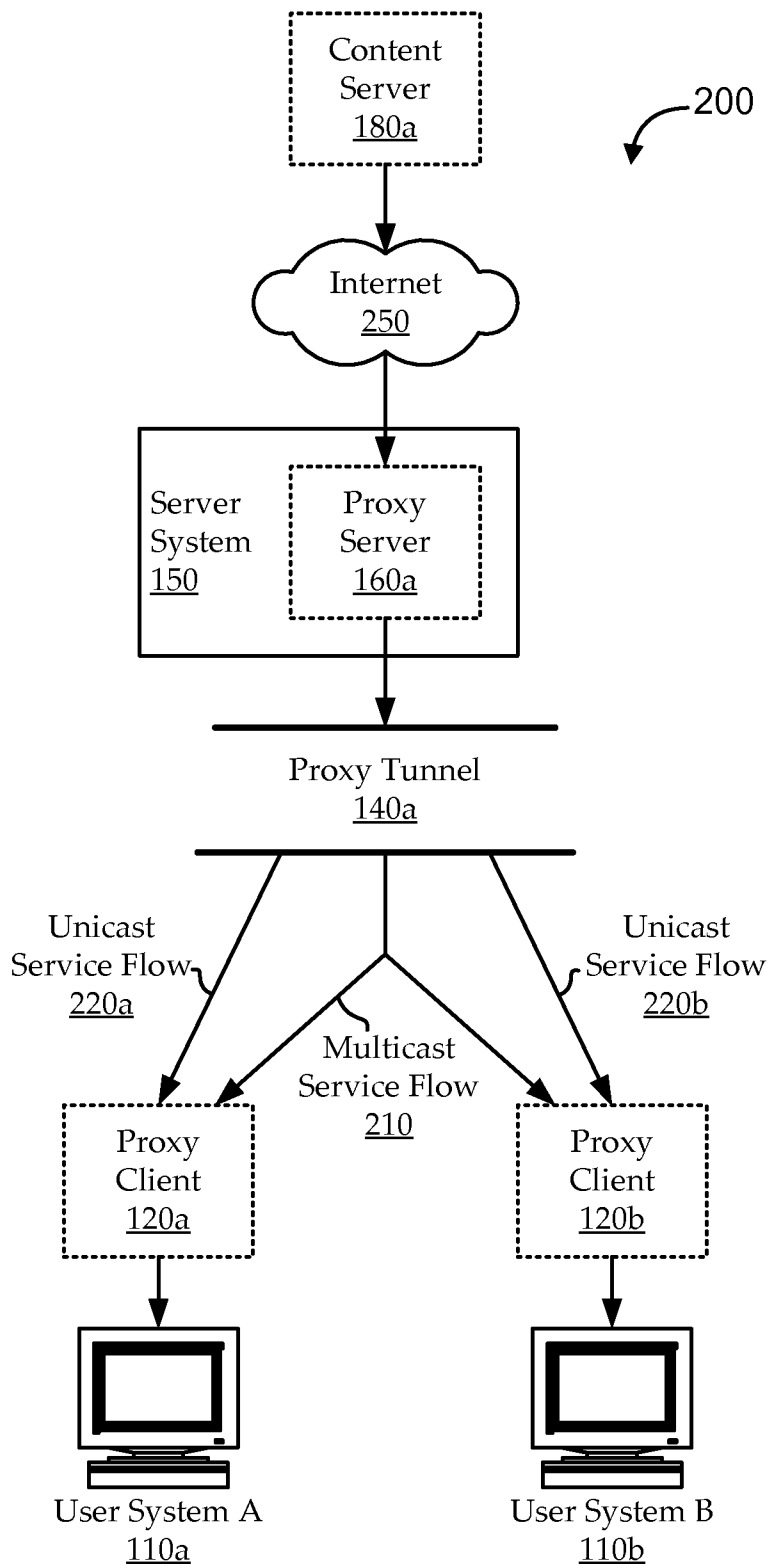 Content
Server
180a
200
Internet
250
Server
System
150
Proxy
Server
160a
Proxy Tunnel
140a
Unicast
Service Flow
220a
Unicast
Service Flow
220b
Multicast
Service Flow
210
Proxy
Client
120a
Proxy
Client
120b
User System A
110a
User System B
110b